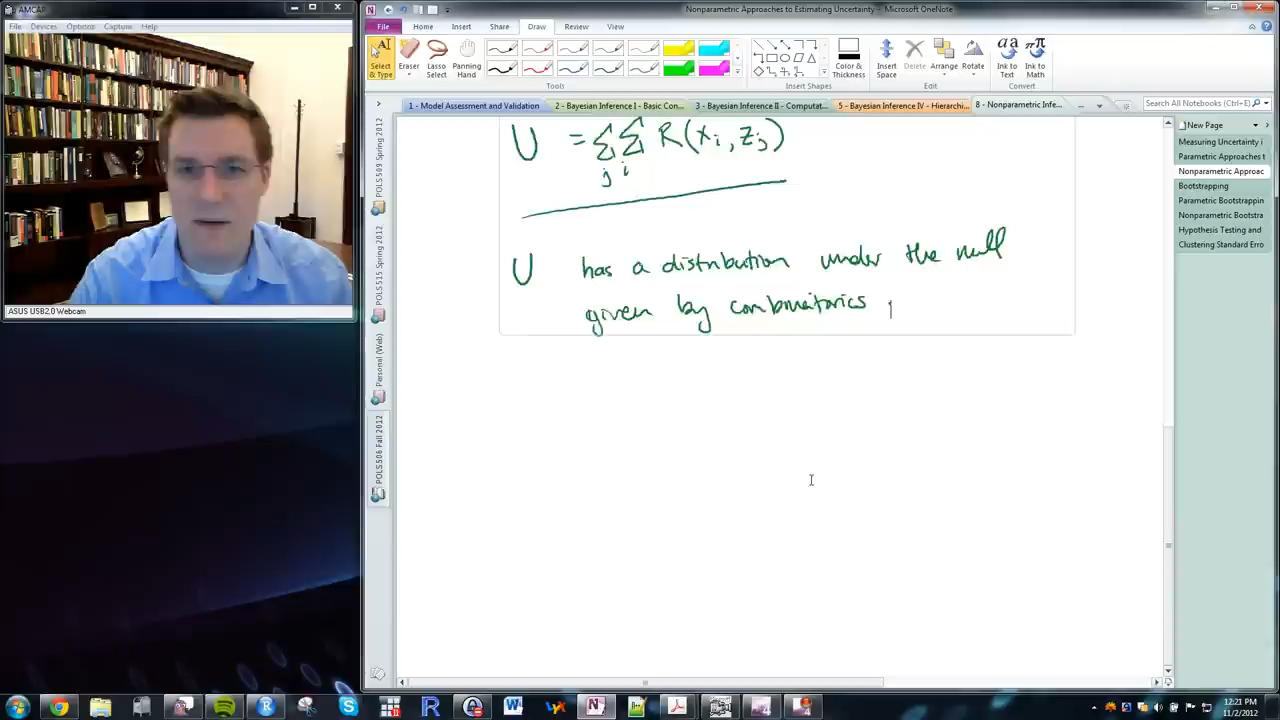 AMCAP
File Devices Capture Help
ASUS USB2.0 Webcam
Nonparametric Approaches to Estimating Uncertainty - Microsoft OneNote
File Home Insert Share Draw Review View
Select & Type
Eraser
Lasso Select
Panning Hand
Color & Thickness
Insert Space
Delete
Arrange
Rotate
Ink to Text
Ink to Math
Tools
Insert Shapes
Edit
Convert
1 - Model Assessment and Validation
2 - Bayesian Inference I - Basic Con...
3 - Bayesian Inference II - Computat...
5 - Bayesian Inference IV - Hierarchi...
8 - Nonparametric Infe...
Search All Notebooks (Ctrl+E)
New Page
Measuring Uncertainty i
Parametric Approaches t
Nonparametric Approac
Bootstrapping
Parametric Bootstrappin
Nonparametric Bootstra
Hypothesis Testing and
Clustering Standard Erro
POLS 509 Spring 2012
POLS 515 Spring 2012
Personal (Web)
POLS 506 Fall 2012
U = Σ_j Σ_i R(x_i, z_j)
U has a distribution under the null
given by combinatorics
12:21 PM
11/2/2012